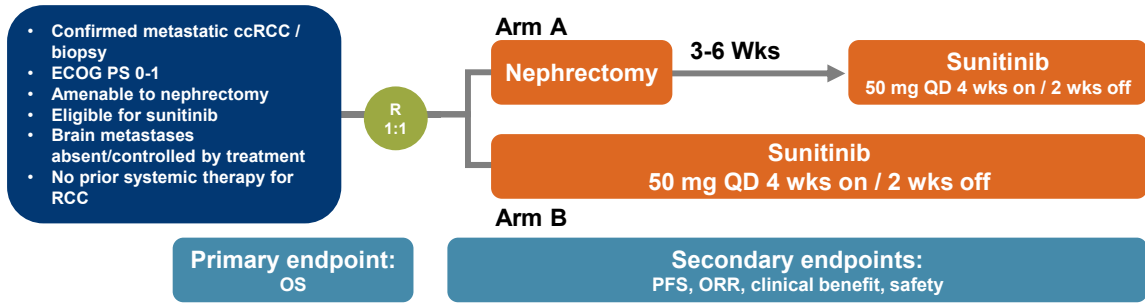 • Confirmed metastatic ccRCC /
biopsy
• ECOG PS 0-1
• Amenable to nephrectomy
• Eligible for sunitinib
• Brain metastases
absent/controlled by treatment
• No prior systemic therapy for
RCC
R
1:1
Arm A
Nephrectomy
3-6 Wks
Sunitinib
50 mg QD 4 wks on / 2 wks off
Sunitinib
50 mg QD 4 wks on / 2 wks off
Arm B
Primary endpoint:
OS
Secondary endpoints:
PFS, ORR, clinical benefit, safety